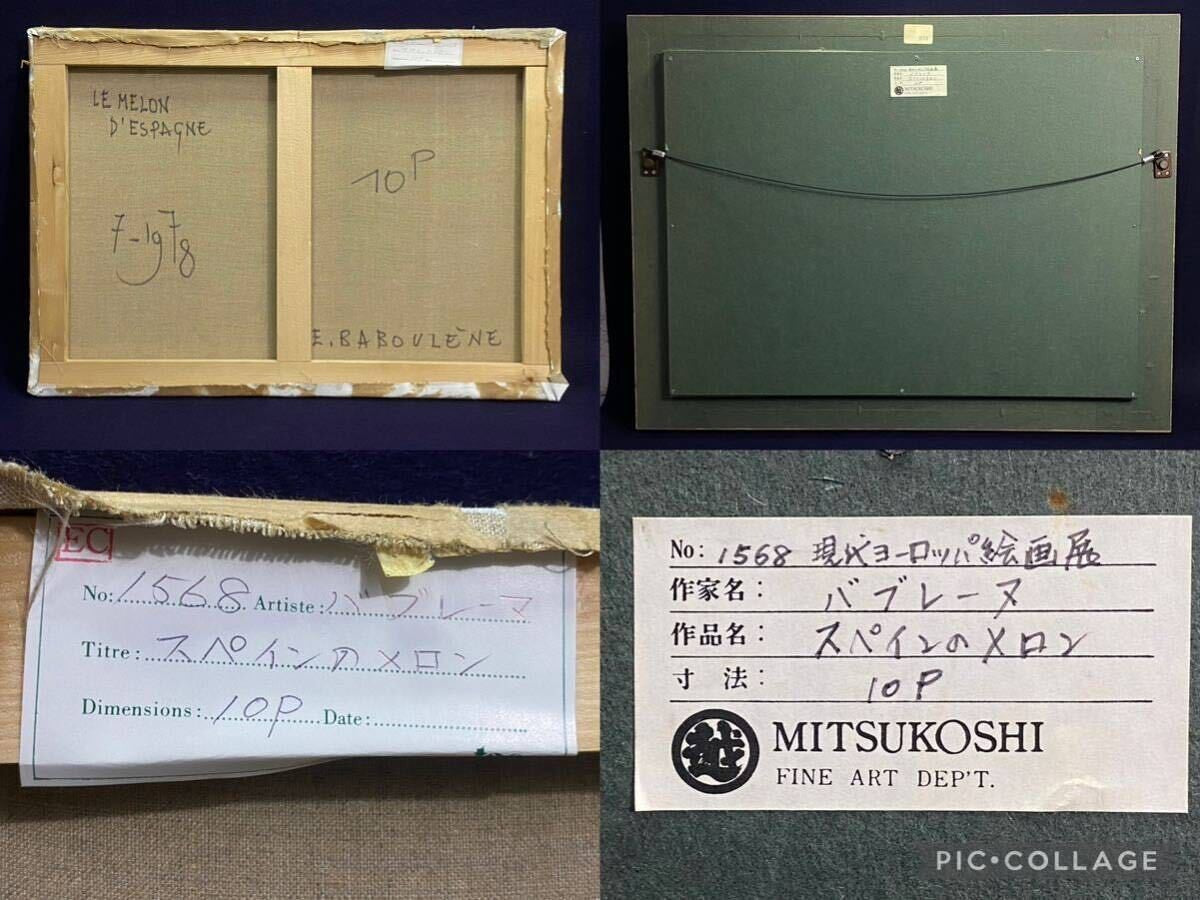 LE MELON
D'ESPAGNE
7-1978
10P
E. BABOULÈNE
MITSUKOSHI
EC
No: 1568 Artiste: バブレーヌ
Titre: スペインのメロン
Dimensions: 10P Date:
No: 1568 現代ヨーロッパ絵画展
作家名: バブレーヌ
作品名: スペインのメロン
寸法: 10P
越 MITSUKOSHI
FINE ART DEP'T.
PIC•COLLAGE